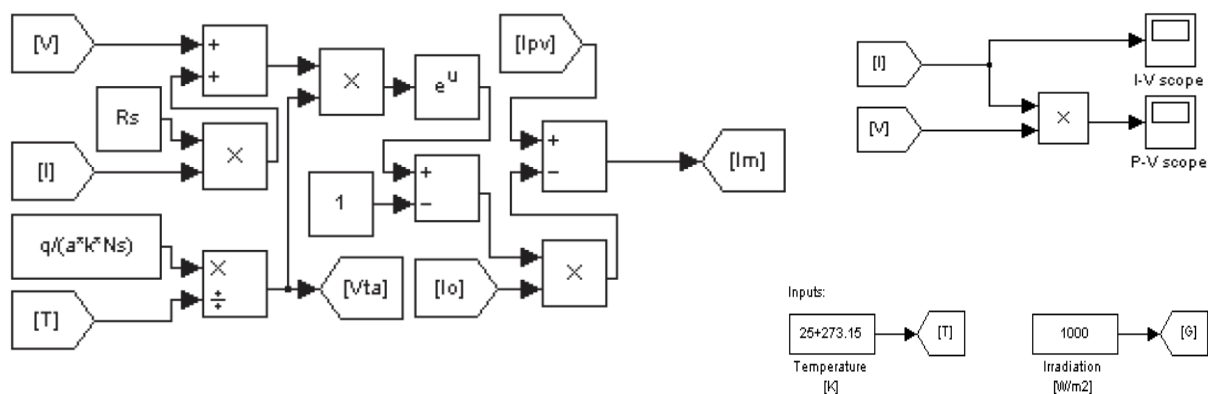 [V]
+
+
×
e^u
[Ipv]
Rs
×
[I]
+
−
[Im]
1
+
−
q/(a*k*Ns)
×
÷
[T]
[Vta]
[Io]
×
[I]
I-V scope
[V]
×
P-V scope
Inputs:
25+273.15
[T]
Temperature
[K]
1000
[G]
Irradiation
[W/m2]